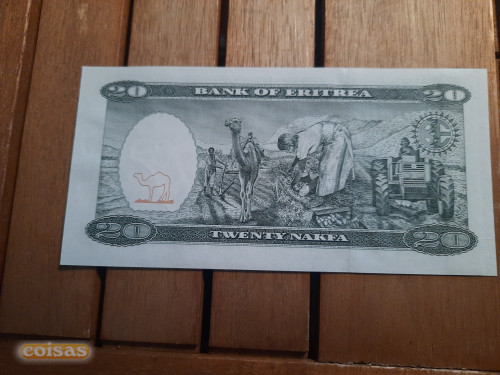 20 BANK OF ERITREA 20
20 TWENTY NAKFA 20
coisas